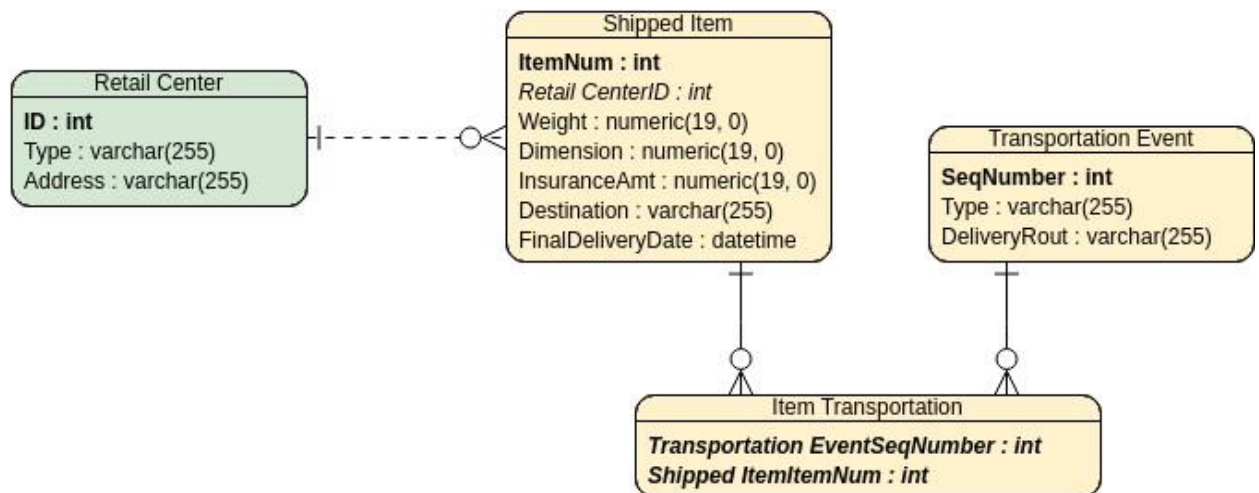 Retail Center
ID : int
Type : varchar(255)
Address : varchar(255)
Shipped Item
ItemNum : int
Retail CenterID : int
Weight : numeric(19, 0)
Dimension : numeric(19, 0)
InsuranceAmt : numeric(19, 0)
Destination : varchar(255)
FinalDeliveryDate : datetime
Transportation Event
SeqNumber : int
Type : varchar(255)
DeliveryRout : varchar(255)
Item Transportation
Transportation EventSeqNumber : int
Shipped ItemItemNum : int